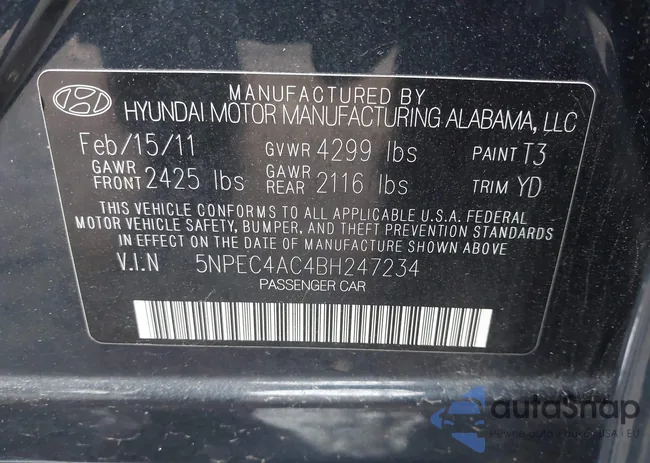 MANUFACTURED BY
HYUNDAI MOTOR MANUFACTURING ALABAMA, LLC
Feb/15/11 GVWR 4299 lbs PAINT T3
GAWR FRONT 2425 lbs GAWR REAR 2116 lbs TRIM YD
THIS VEHICLE CONFORMS TO ALL APPLICABLE U.S.A. FEDERAL
MOTOR VEHICLE SAFETY, BUMPER, AND THEFT PREVENTION STANDARDS
IN EFFECT ON THE DATE OF MANUFACTURE SHOWN ABOVE
V.I.N 5NPEC4AC4BH247234
PASSENGER CAR
autoSnap